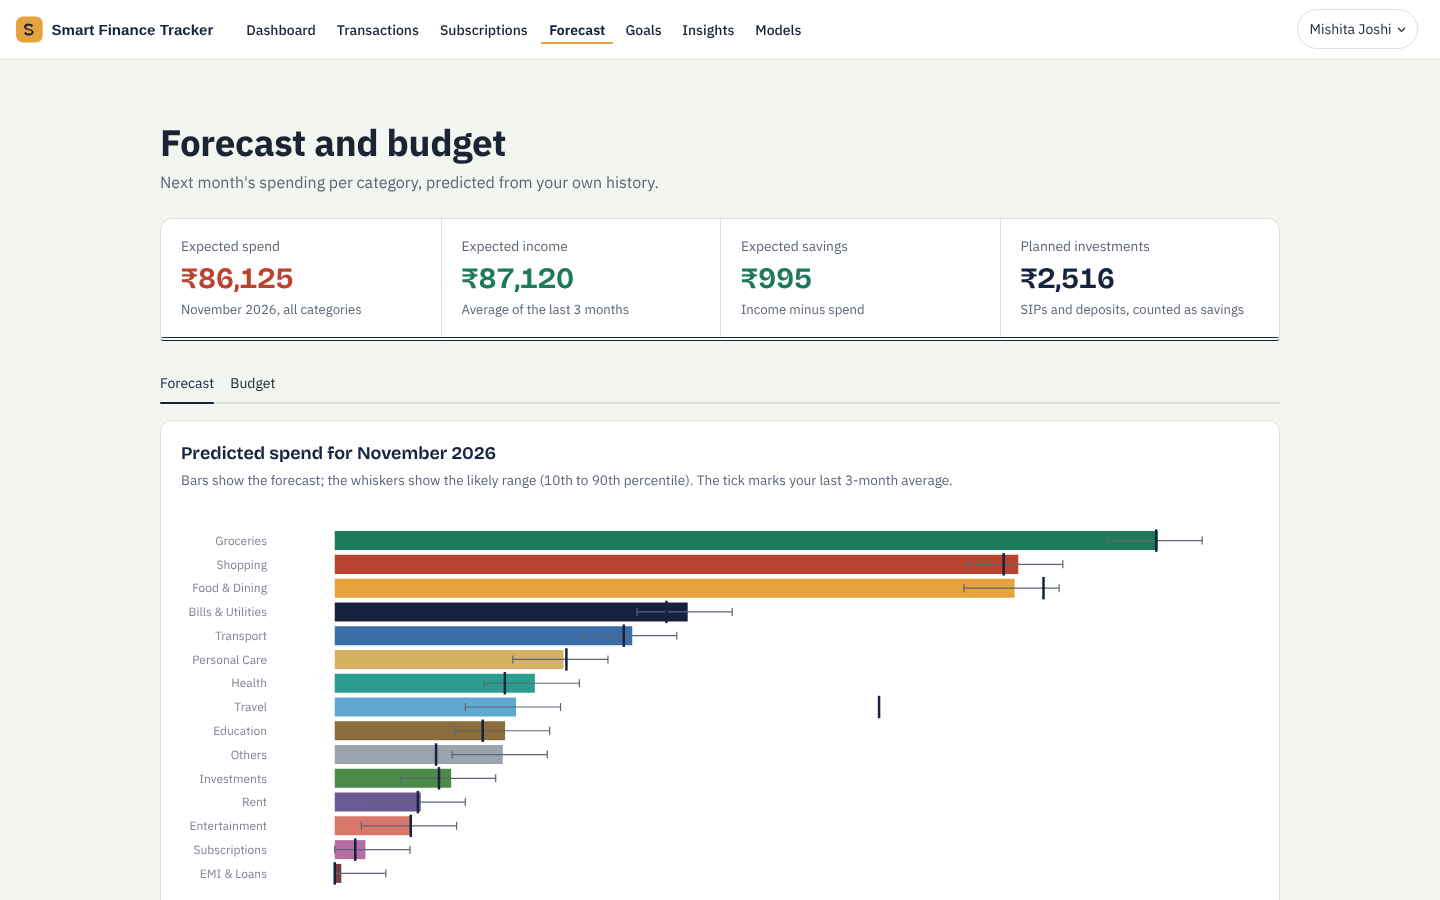 S Smart Finance Tracker Dashboard Transactions Subscriptions Forecast Goals Insights Models Mishita Joshi
Forecast and budget
Next month's spending per category, predicted from your own history.
Expected spend Expected income Expected savings Planned investments
₹86,125 ₹87,120 ₹995 ₹2,516
November 2026, all categories Average of the last 3 months Income minus spend SIPs and deposits, counted as savings
Forecast Budget
Predicted spend for November 2026
Bars show the forecast; the whiskers show the likely range (10th to 90th percentile). The tick marks your last 3-month average.
Groceries
Shopping
Food & Dining
Bills & Utilities
Transport
Personal Care
Health
Travel
Education
Others
Investments
Rent
Entertainment
Subscriptions
EMI & Loans